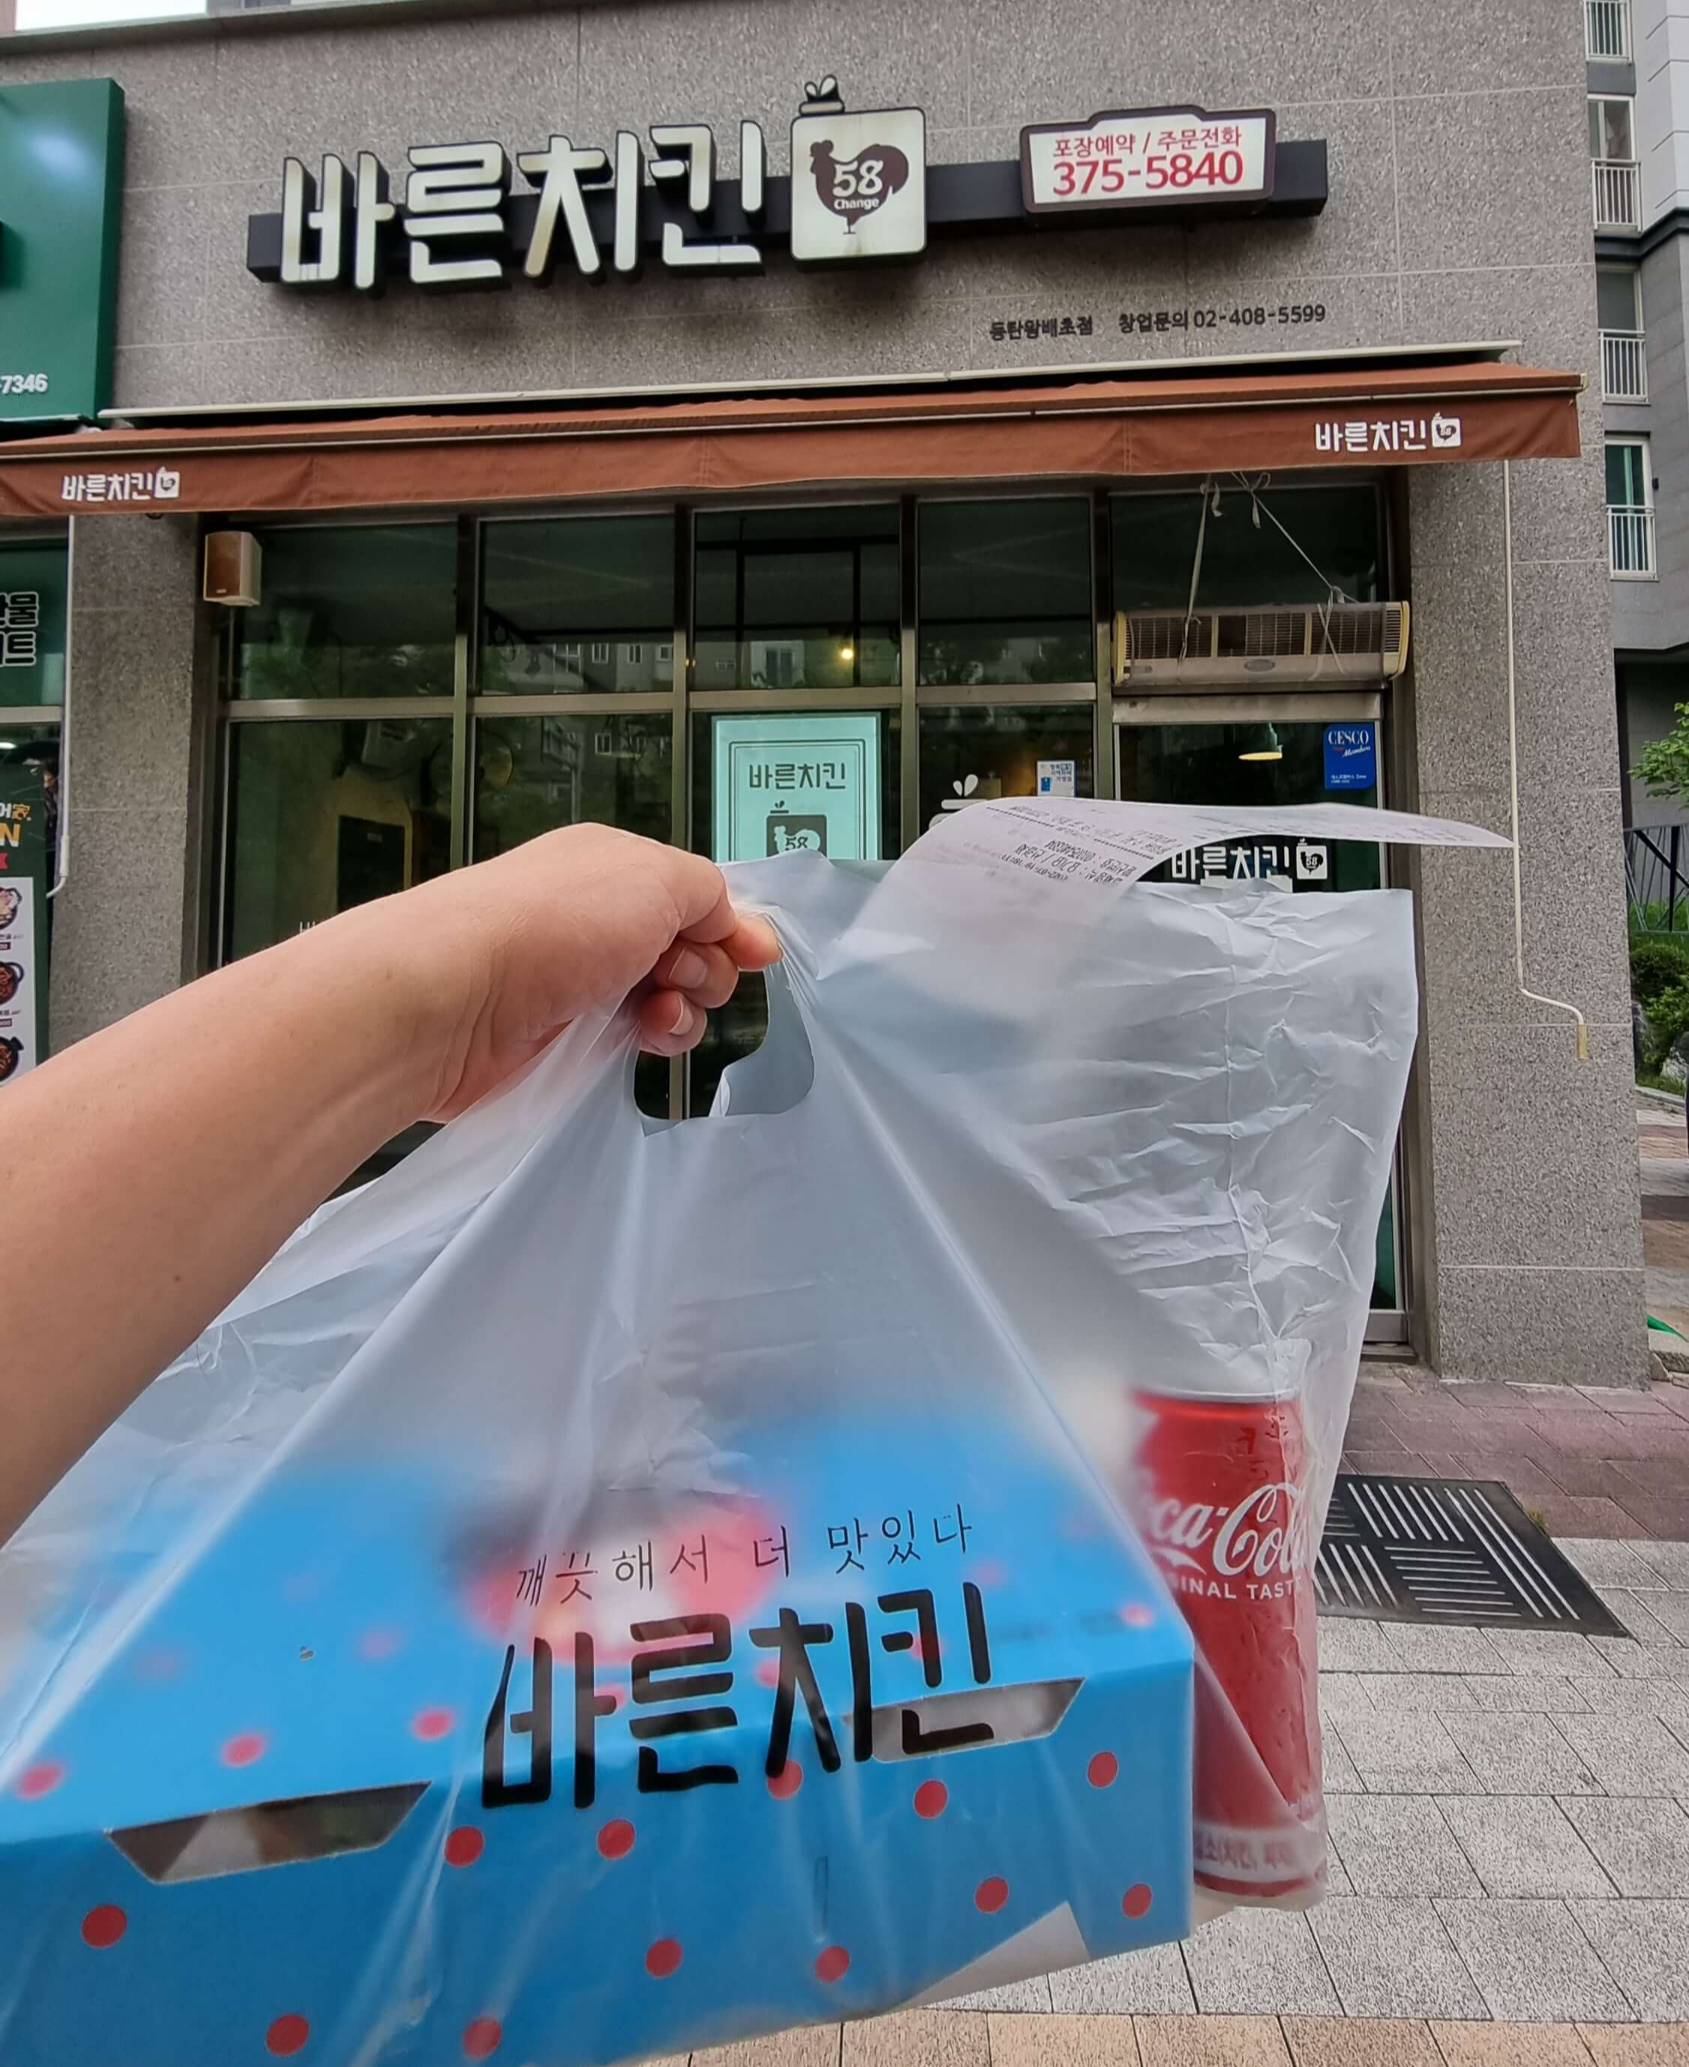 바른치킨
58
Change
포장예약 / 주문전화
375-5840
동탄왕배초점 창업문의 02-408-5599
-7346
바른치킨
바른치킨
CESCO
Members
바른치킨
58
바른치킨
58
깨끗해서 더 맛있다
바른치킨
Coca-Cola
ORIGINAL TASTE